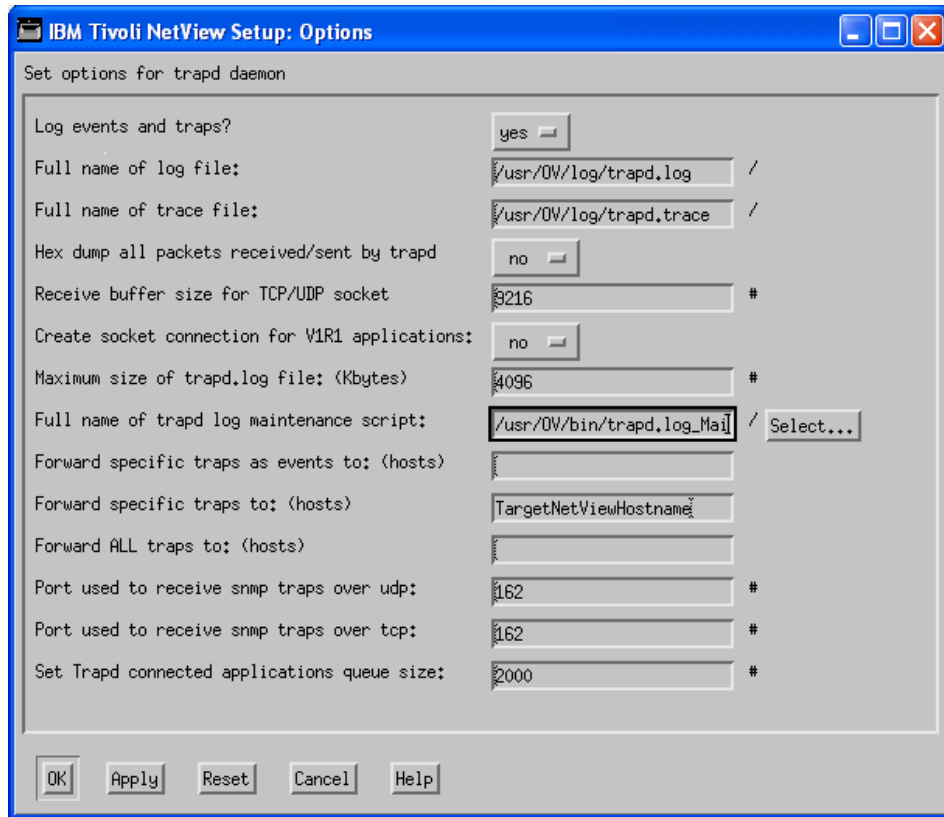 IBM Tivoli NetView Setup: Options
Set options for trapd daemon
Log events and traps? yes
Full name of log file: /usr/OV/log/trapd.log /
Full name of trace file: /usr/OV/log/trapd.trace /
Hex dump all packets received/sent by trapd no
Receive buffer size for TCP/UDP socket 9216 #
Create socket connection for V1R1 applications: no
Maximum size of trapd.log file: (Kbytes) 4096 #
Full name of trapd log maintenance script: /usr/OV/bin/trapd.log_Mai / Select...
Forward specific traps as events to: (hosts)
Forward specific traps to: (hosts) TargetNetViewHostname
Forward ALL traps to: (hosts)
Port used to receive snmp traps over udp: 162 #
Port used to receive snmp traps over tcp: 162 #
Set Trapd connected applications queue size: 2000 #
OK Apply Reset Cancel Help